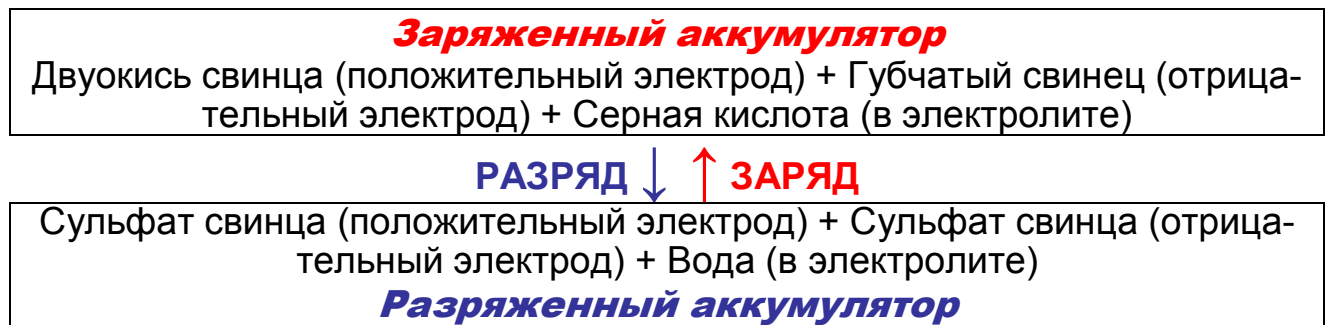 Заряженный аккумулятор
Двуокись свинца (положительный электрод) + Губчатый свинец (отрица-
тельный электрод) + Серная кислота (в электролите)
РАЗРЯД ↓ ↑ ЗАРЯД
Сульфат свинца (положительный электрод) + Сульфат свинца (отрица-
тельный электрод) + Вода (в электролите)
Разряженный аккумулятор